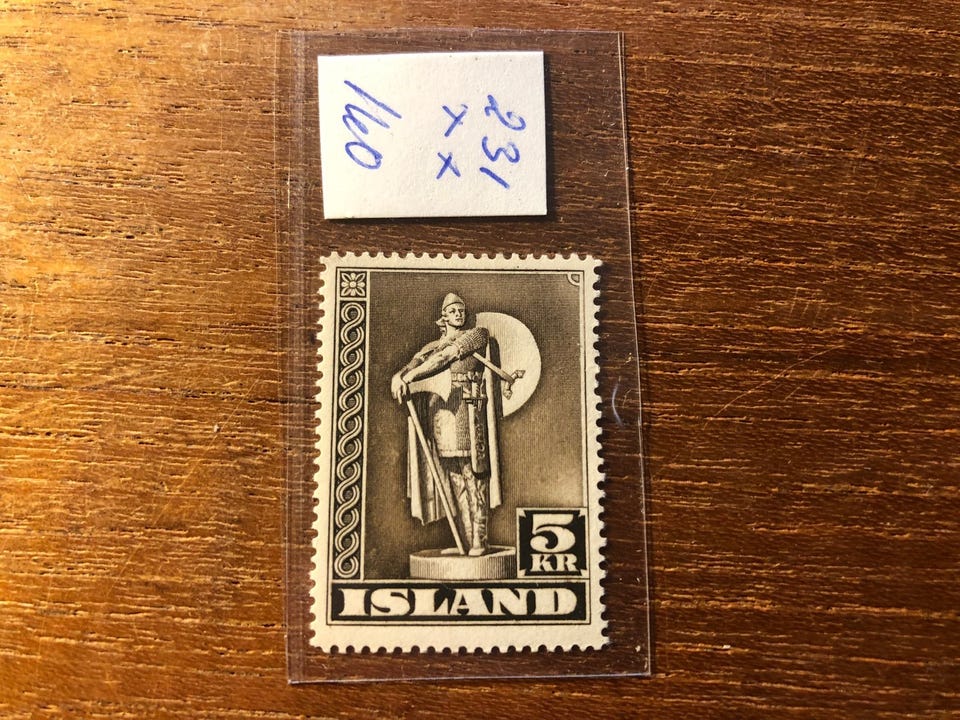 231
x x
160
5
KR
ISLAND